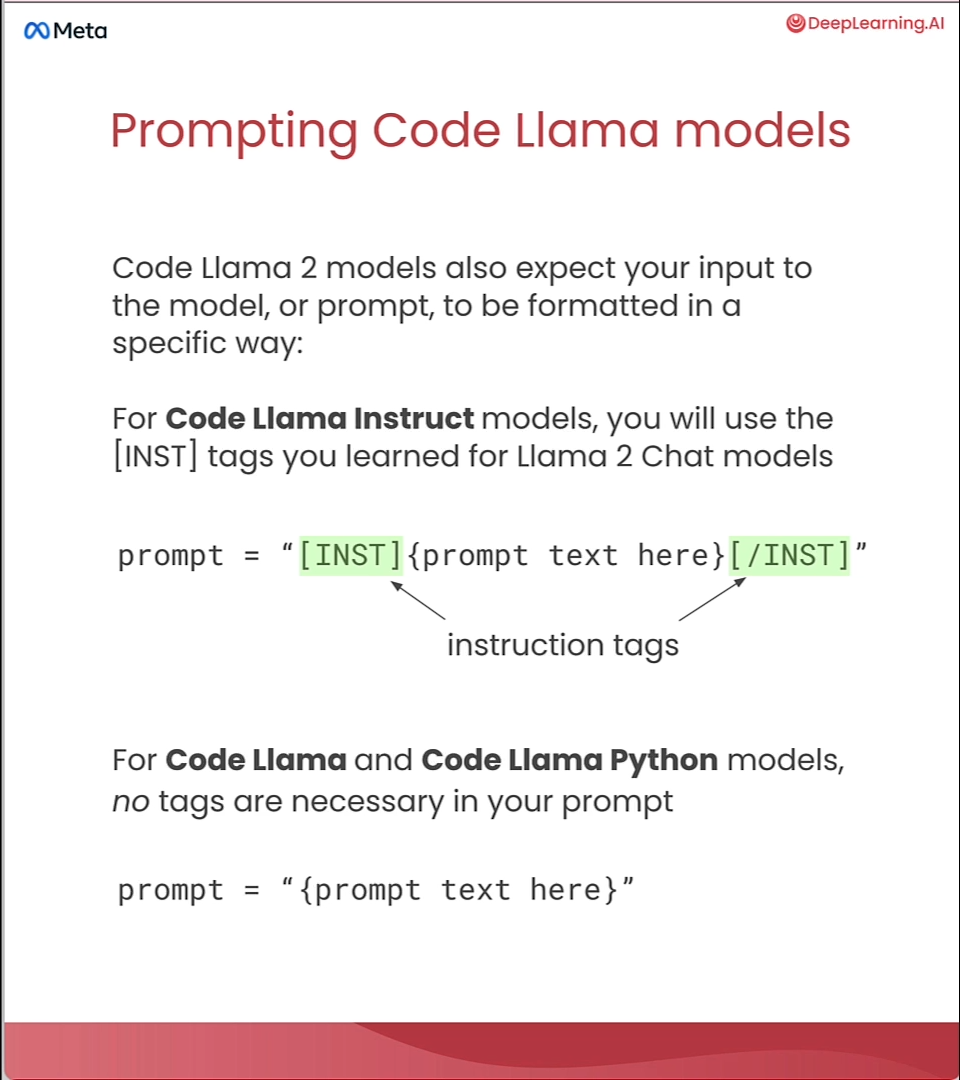 Meta
DeepLearning.AI
Prompting Code Llama models
Code Llama 2 models also expect your input to
the model, or prompt, to be formatted in a
specific way:
For Code Llama Instruct models, you will use the
[INST] tags you learned for Llama 2 Chat models
prompt = “[INST]{prompt text here}[/INST]”
instruction tags
For Code Llama and Code Llama Python models,
no tags are necessary in your prompt
prompt = “{prompt text here}”